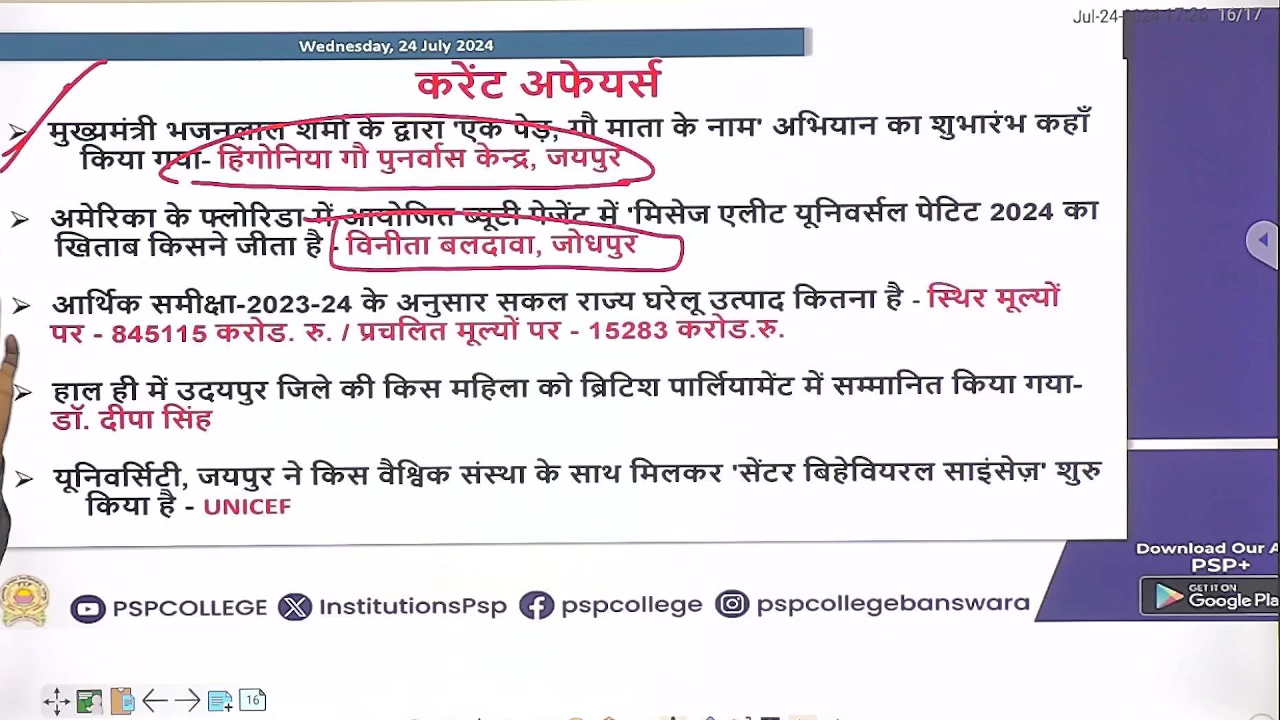 Jul-24-2024 17:26 16/17
Wednesday, 24 July 2024
करेंट अफेयर्स
मुख्यमंत्री भजनलाल शर्मा के द्वारा 'एक पेड़, गौ माता के नाम' अभियान का शुभारंभ कहाँ
किया गया- हिंगोनिया गौ पुनर्वास केन्द्र, जयपुर
अमेरिका के फ्लोरिडा में आयोजित ब्यूटी पेजेंट में 'मिसेज एलीट यूनिवर्सल पेटिट 2024 का
खिताब किसने जीता है - विनीता बलदावा, जोधपुर
आर्थिक समीक्षा-2023-24 के अनुसार सकल राज्य घरेलू उत्पाद कितना है - स्थिर मूल्यों
पर - 845115 करोड. रु. / प्रचलित मूल्यों पर - 15283 करोड.रु.
हाल ही में उदयपुर जिले की किस महिला को ब्रिटिश पार्लियामेंट में सम्मानित किया गया-
डॉ. दीपा सिंह
यूनिवर्सिटी, जयपुर ने किस वैश्विक संस्था के साथ मिलकर 'सेंटर बिहेवियरल साइंसेज़' शुरु
किया है - UNICEF
Download Our A
PSP+
GET IT ON
Google Pla
PSPCOLLEGE InstitutionsPsp pspcollege pspcollegebanswara
16